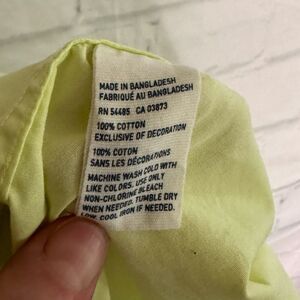 MADE IN BANGLADESH
FABRIQUÉ AU BANGLADESH
RN 54485 CA 03873
100% COTTON
EXCLUSIVE OF DECORATION
100% COTON
SANS LES DÉCORATIONS
MACHINE WASH COLD WITH
LIKE COLORS. USE ONLY
NON-CHLORINE BLEACH
WHEN NEEDED. TUMBLE DRY
LOW. COOL IRON IF NEEDED.